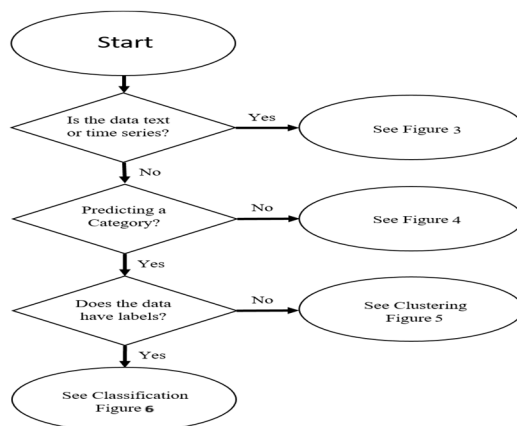 Start
Is the data text
or time series?
Yes
See Figure 3
No
Predicting a
Category?
No
See Figure 4
Yes
Does the data
have labels?
No
See Clustering
Figure 5
Yes
See Classification
Figure 6